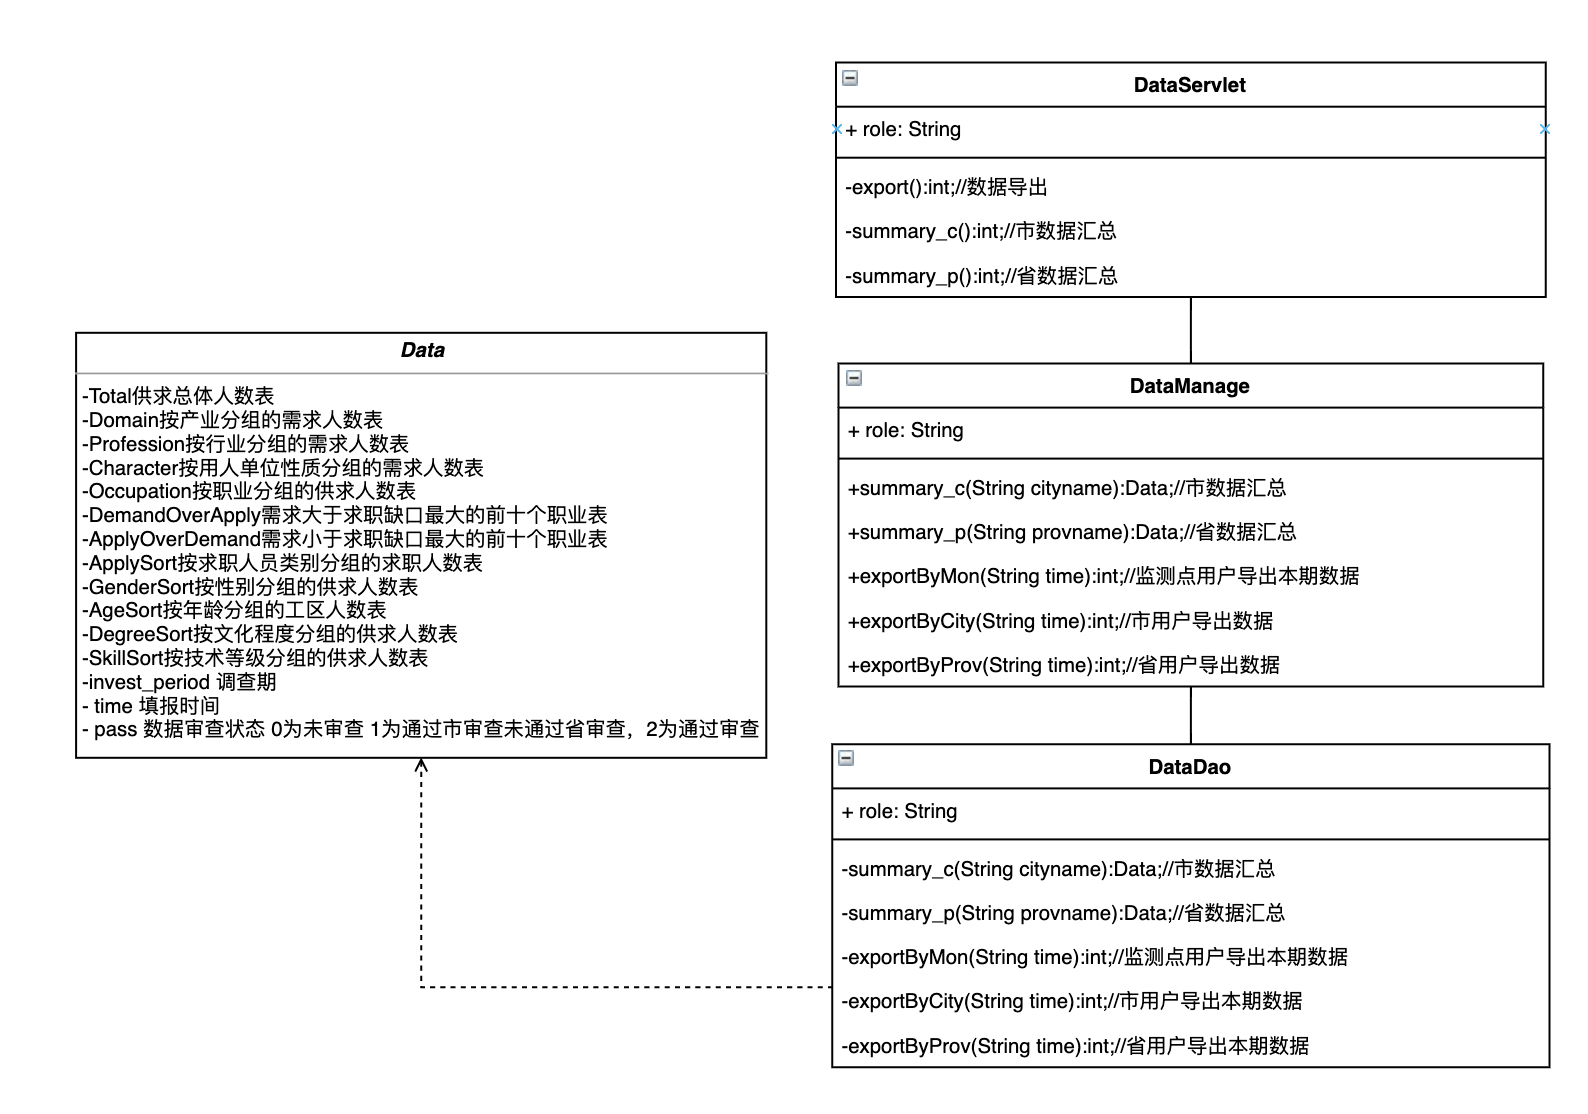 DataServlet
+ role: String
-export():int;//数据导出
-summary_c():int;//市数据汇总
-summary_p():int;//省数据汇总
Data
-Total供求总体人数表
-Domain按产业分组的需求人数表
-Profession按行业分组的需求人数表
-Character按用人单位性质分组的需求人数表
-Occupation按职业分组的供求人数表
-DemandOverApply需求大于求职缺口最大的前十个职业表
-ApplyOverDemand需求小于求职缺口最大的前十个职业表
-ApplySort按求职人员类别分组的求职人数表
-GenderSort按性别分组的供求人数表
-AgeSort按年龄分组的工区人数表
-DegreeSort按文化程度分组的供求人数表
-SkillSort按技术等级分组的供求人数表
-invest_period 调查期
- time 填报时间
- pass 数据审查状态 0为未审查 1为通过市审查未通过省审查，2为通过审查
DataManage
+ role: String
+summary_c(String cityname):Data;//市数据汇总
+summary_p(String provname):Data;//省数据汇总
+exportByMon(String time):int;//监测点用户导出本期数据
+exportByCity(String time):int;//市用户导出数据
+exportByProv(String time):int;//省用户导出数据
DataDao
+ role: String
-summary_c(String cityname):Data;//市数据汇总
-summary_p(String provname):Data;//省数据汇总
-exportByMon(String time):int;//监测点用户导出本期数据
-exportByCity(String time):int;//市用户导出本期数据
-exportByProv(String time):int;//省用户导出本期数据